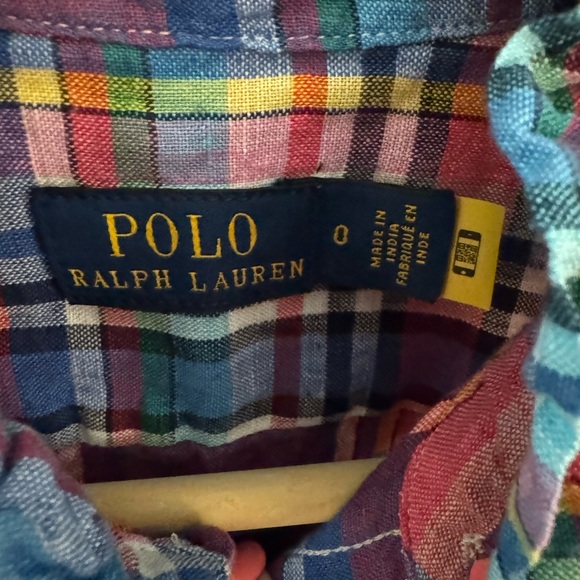 POLO
RALPH LAUREN
0
MADE IN
INDIA
FABRIQUÉ EN
INDE